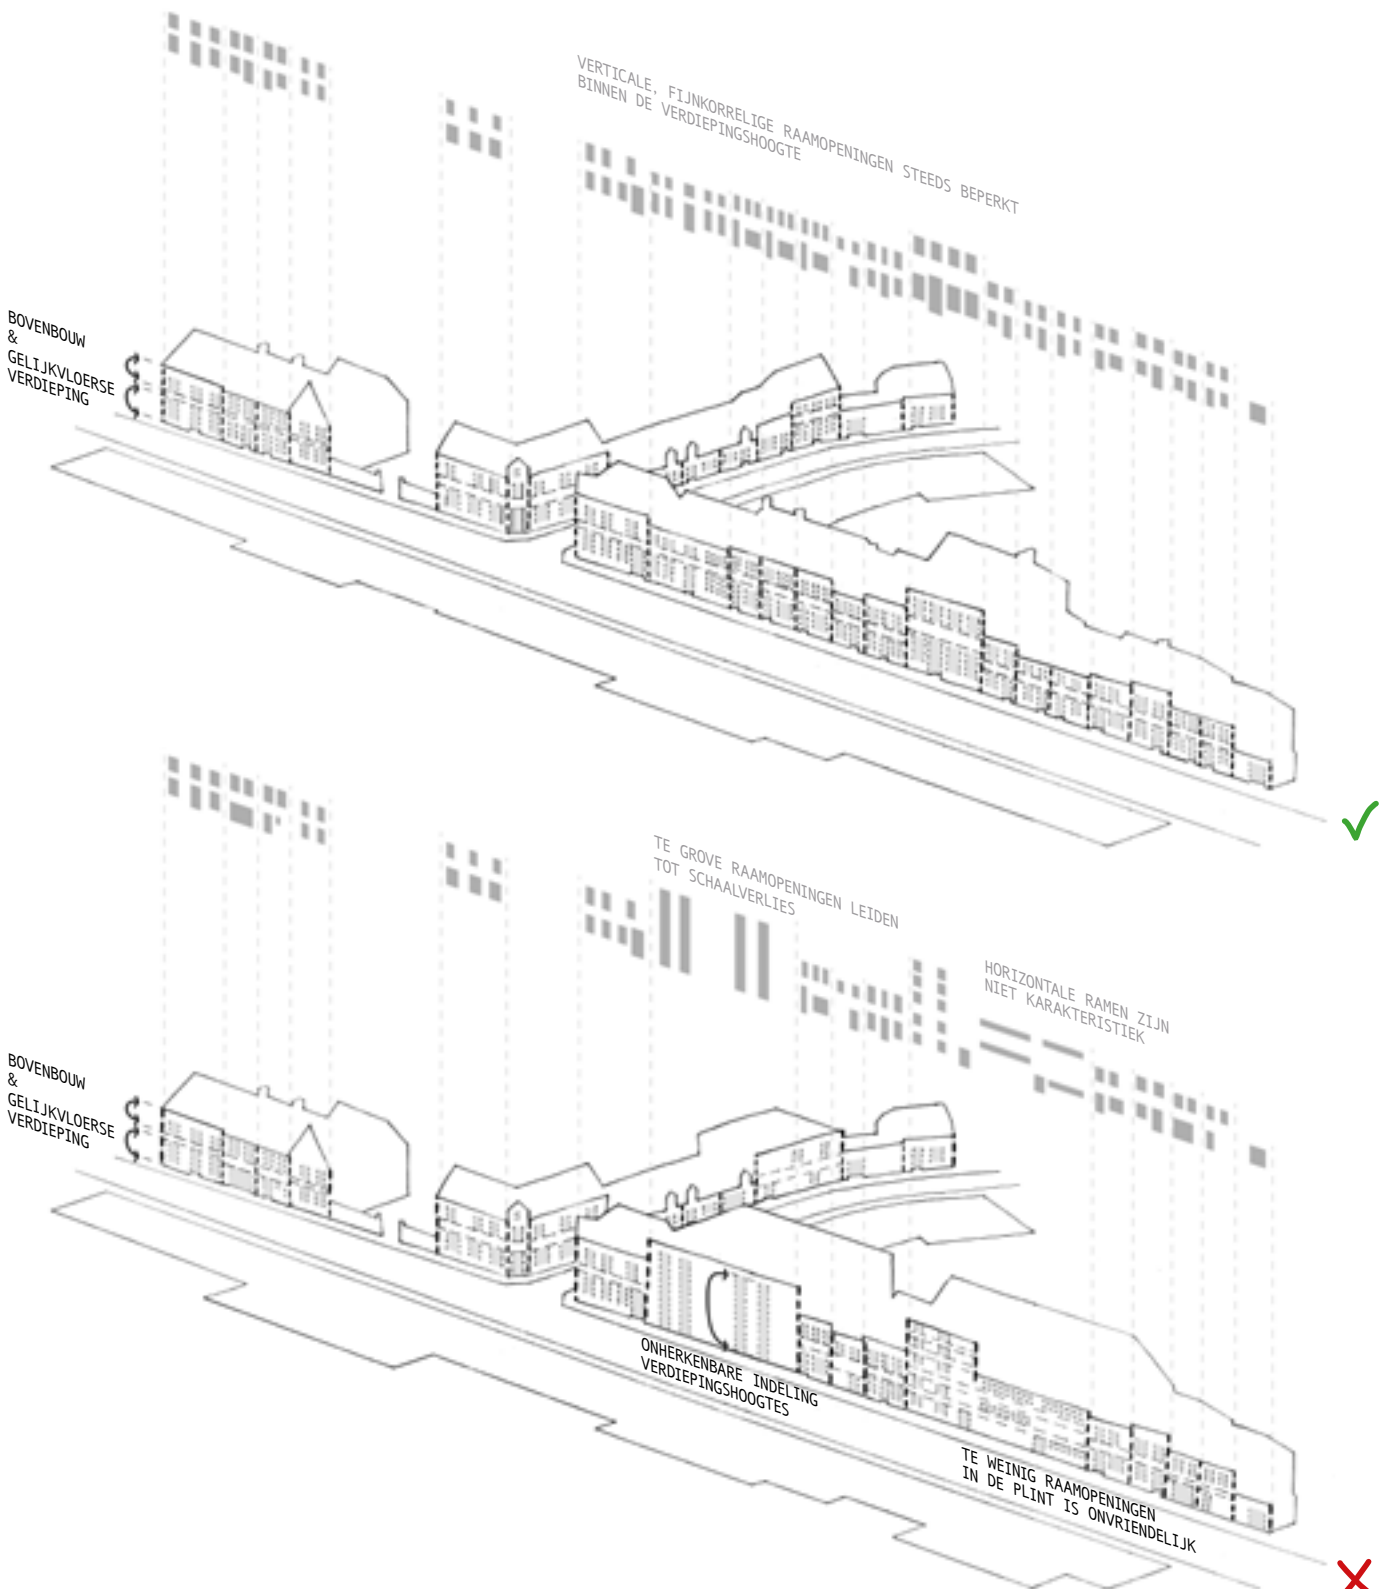 VERTICALE, FIJNKORRELIGE RAAMOPENINGEN STEEDS BEPERKT
BINNEN DE VERDIEPINGSHOOGTE
BOVENBOUW
&
GELIJKVLOERSE
VERDIEPING
TE GROVE RAAMOPENINGEN LEIDEN
TOT SCHAALVERLIES
HORIZONTALE RAMEN ZIJN
NIET KARAKTERISTIEK
BOVENBOUW
&
GELIJKVLOERSE
VERDIEPING
ONHERKENBARE INDELING
VERDIEPINGSHOOGTES
TE WEINIG RAAMOPENINGEN
IN DE PLINT IS ONVRIENDELIJK